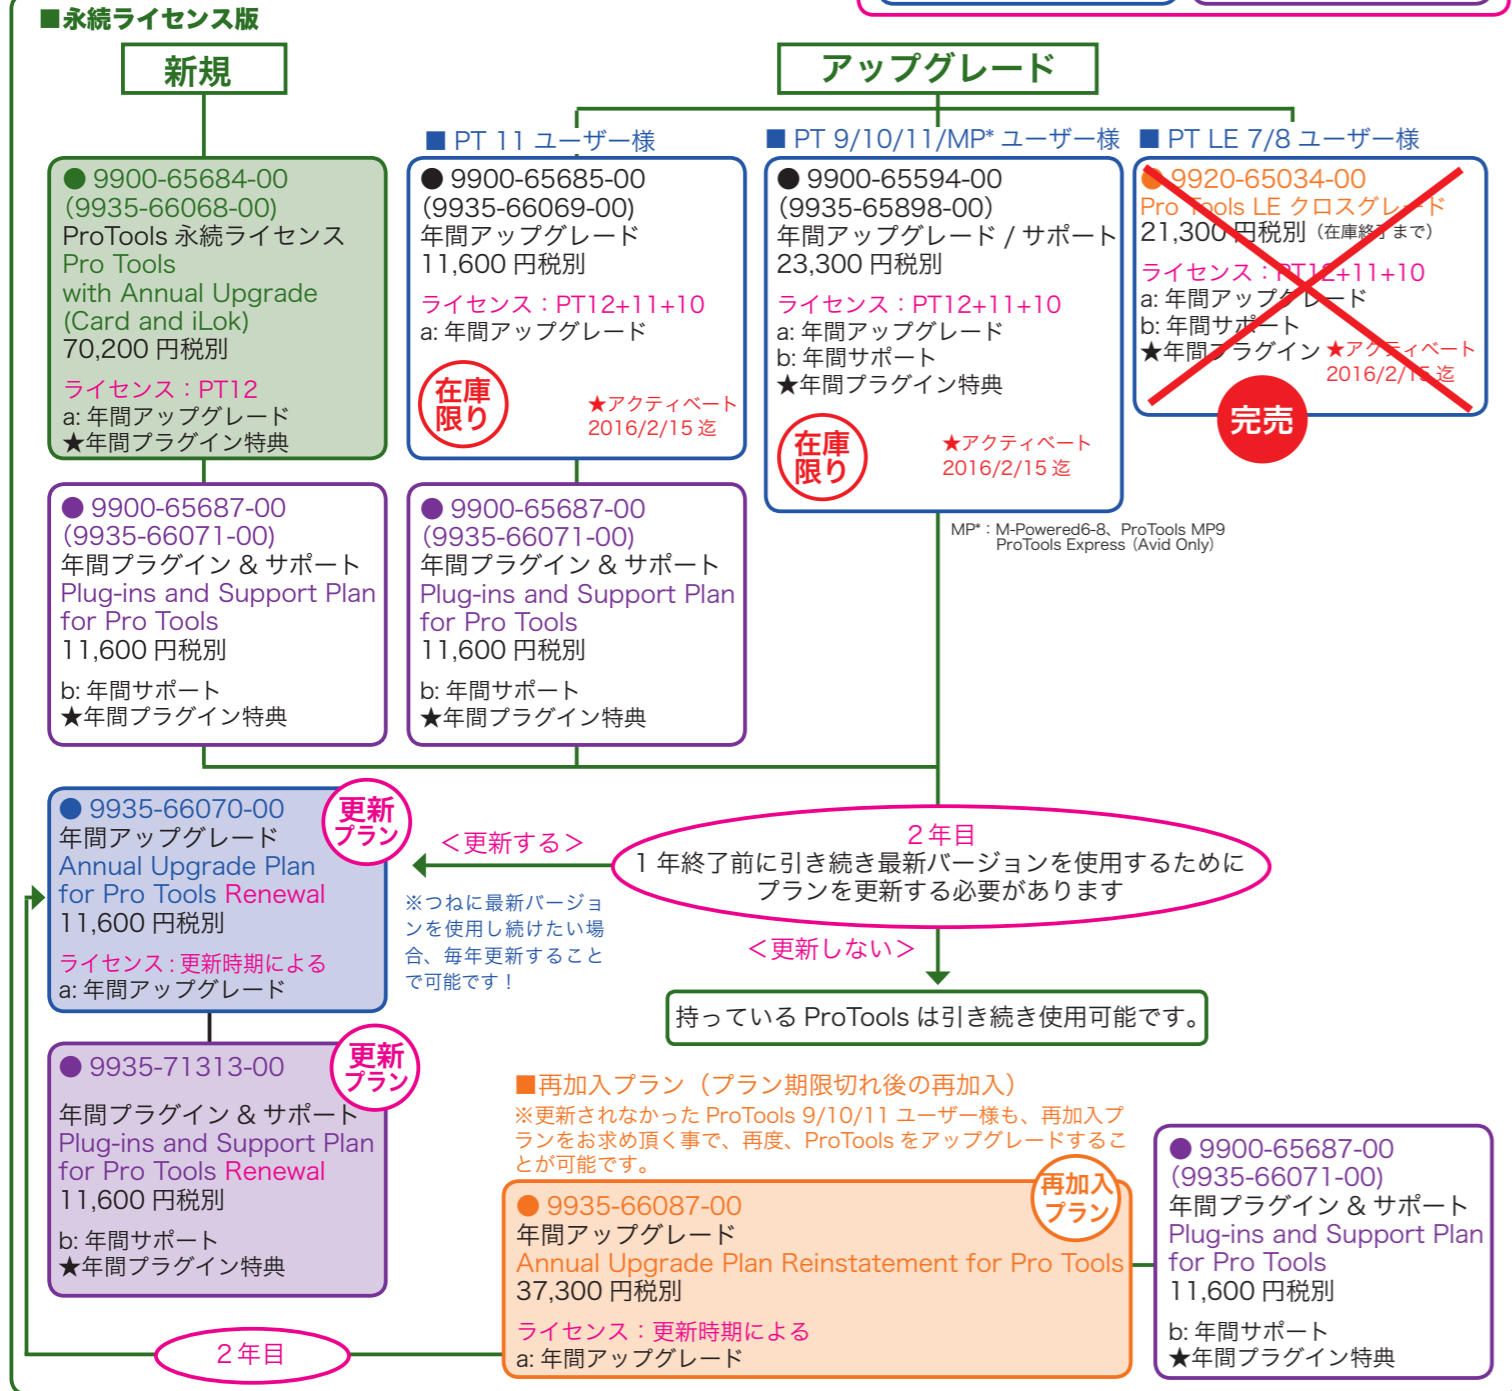 ■永続ライセンス版
新規
アップグレード
■ PT 11 ユーザー様
■ PT 9/10/11/MP* ユーザー様
■ PT LE 7/8 ユーザー様
● 9900-65684-00
(9935-66068-00)
ProTools 永続ライセンス
Pro Tools
with Annual Upgrade
(Card and iLok)
70,200 円税別
ライセンス：PT12
a: 年間アップグレード
★年間プラグイン特典
● 9900-65685-00
(9935-66069-00)
年間アップグレード
11,600 円税別
ライセンス：PT12+11+10
a: 年間アップグレード
在庫
限り
★アクティベート
2016/2/15 迄
● 9900-65594-00
(9935-65898-00)
年間アップグレード / サポート
23,300 円税別
ライセンス：PT12+11+10
a: 年間アップグレード
b: 年間サポート
★年間プラグイン特典
在庫
限り
★アクティベート
2016/2/15 迄
● 9920-65034-00
Pro Tools LE クロスグレード
21,300 円税別（在庫終了まで）
ライセンス：PT12+11+10
a: 年間アップグレード
b: 年間サポート
★年間プラグイン
★アクティベート
2016/2/15 迄
完売
MP*：M-Powered6-8、ProTools MP9
ProTools Express（Avid Only）
● 9900-65687-00
(9935-66071-00)
年間プラグイン & サポート
Plug-ins and Support Plan
for Pro Tools
11,600 円税別
b: 年間サポート
★年間プラグイン特典
● 9900-65687-00
(9935-66071-00)
年間プラグイン & サポート
Plug-ins and Support Plan
for Pro Tools
11,600 円税別
b: 年間サポート
★年間プラグイン特典
2 年目
1 年終了前に引き続き最新バージョンを使用するために
プランを更新する必要があります
＜更新する＞
※つねに最新バージョ
ンを使用し続けたい場
合、毎年更新すること
で可能です！
＜更新しない＞
持っている ProTools は引き続き使用可能です。
● 9935-66070-00
年間アップグレード
Annual Upgrade Plan
for Pro Tools Renewal
11,600 円税別
ライセンス : 更新時期による
a: 年間アップグレード
更新
プラン
● 9935-71313-00
年間プラグイン & サポート
Plug-ins and Support Plan
for Pro Tools Renewal
11,600 円税別
b: 年間サポート
★年間プラグイン特典
更新
プラン
■再加入プラン（プラン期限切れ後の再加入）
※更新されなかった ProTools 9/10/11 ユーザー様も、再加入プ
ランをお求め頂く事で、再度、ProTools をアップグレードするこ
とが可能です。
● 9935-66087-00
年間アップグレード
Annual Upgrade Plan Reinstatement for Pro Tools
37,300 円税別
ライセンス：更新時期による
a: 年間アップグレード
再加入
プラン
● 9900-65687-00
(9935-66071-00)
年間プラグイン & サポート
Plug-ins and Support Plan
for Pro Tools
11,600 円税別
b: 年間サポート
★年間プラグイン特典
2 年目